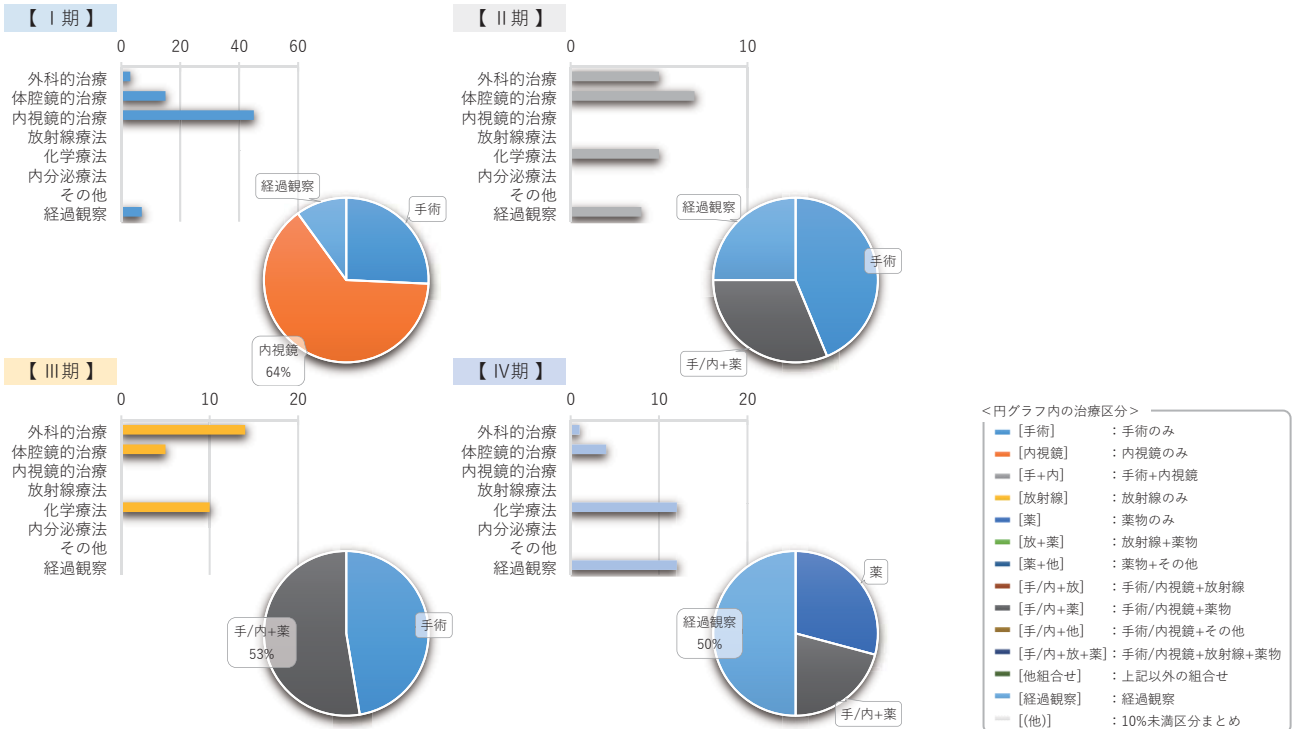 【 Ⅰ期 】
0 20 40 60
外科的治療
体腔鏡的治療
内視鏡的治療
放射線療法
化学療法
内分泌療法
その他
経過観察
経過観察
手術
内視鏡
64%
【 Ⅱ期 】
0 10
外科的治療
体腔鏡的治療
内視鏡的治療
放射線療法
化学療法
内分泌療法
その他
経過観察
経過観察
手術
手/内+薬
【 Ⅲ期 】
0 10 20
外科的治療
体腔鏡的治療
内視鏡的治療
放射線療法
化学療法
内分泌療法
その他
経過観察
手/内+薬
53%
手術
【 Ⅳ期 】
0 10 20
外科的治療
体腔鏡的治療
内視鏡的治療
放射線療法
化学療法
内分泌療法
その他
経過観察
薬
経過観察
50%
手/内+薬
＜円グラフ内の治療区分＞
[手術] ：手術のみ
[内視鏡] ：内視鏡のみ
[手+内] ：手術+内視鏡
[放射線] ：放射線のみ
[薬] ：薬物のみ
[放+薬] ：放射線+薬物
[薬+他] ：薬物+その他
[手/内+放] ：手術/内視鏡+放射線
[手/内+薬] ：手術/内視鏡+薬物
[手/内+他] ：手術/内視鏡+その他
[手/内+放+薬]：手術/内視鏡+放射線+薬物
[他組合せ] ：上記以外の組合せ
[経過観察] ：経過観察
[(他)] ：10%未満区分まとめ